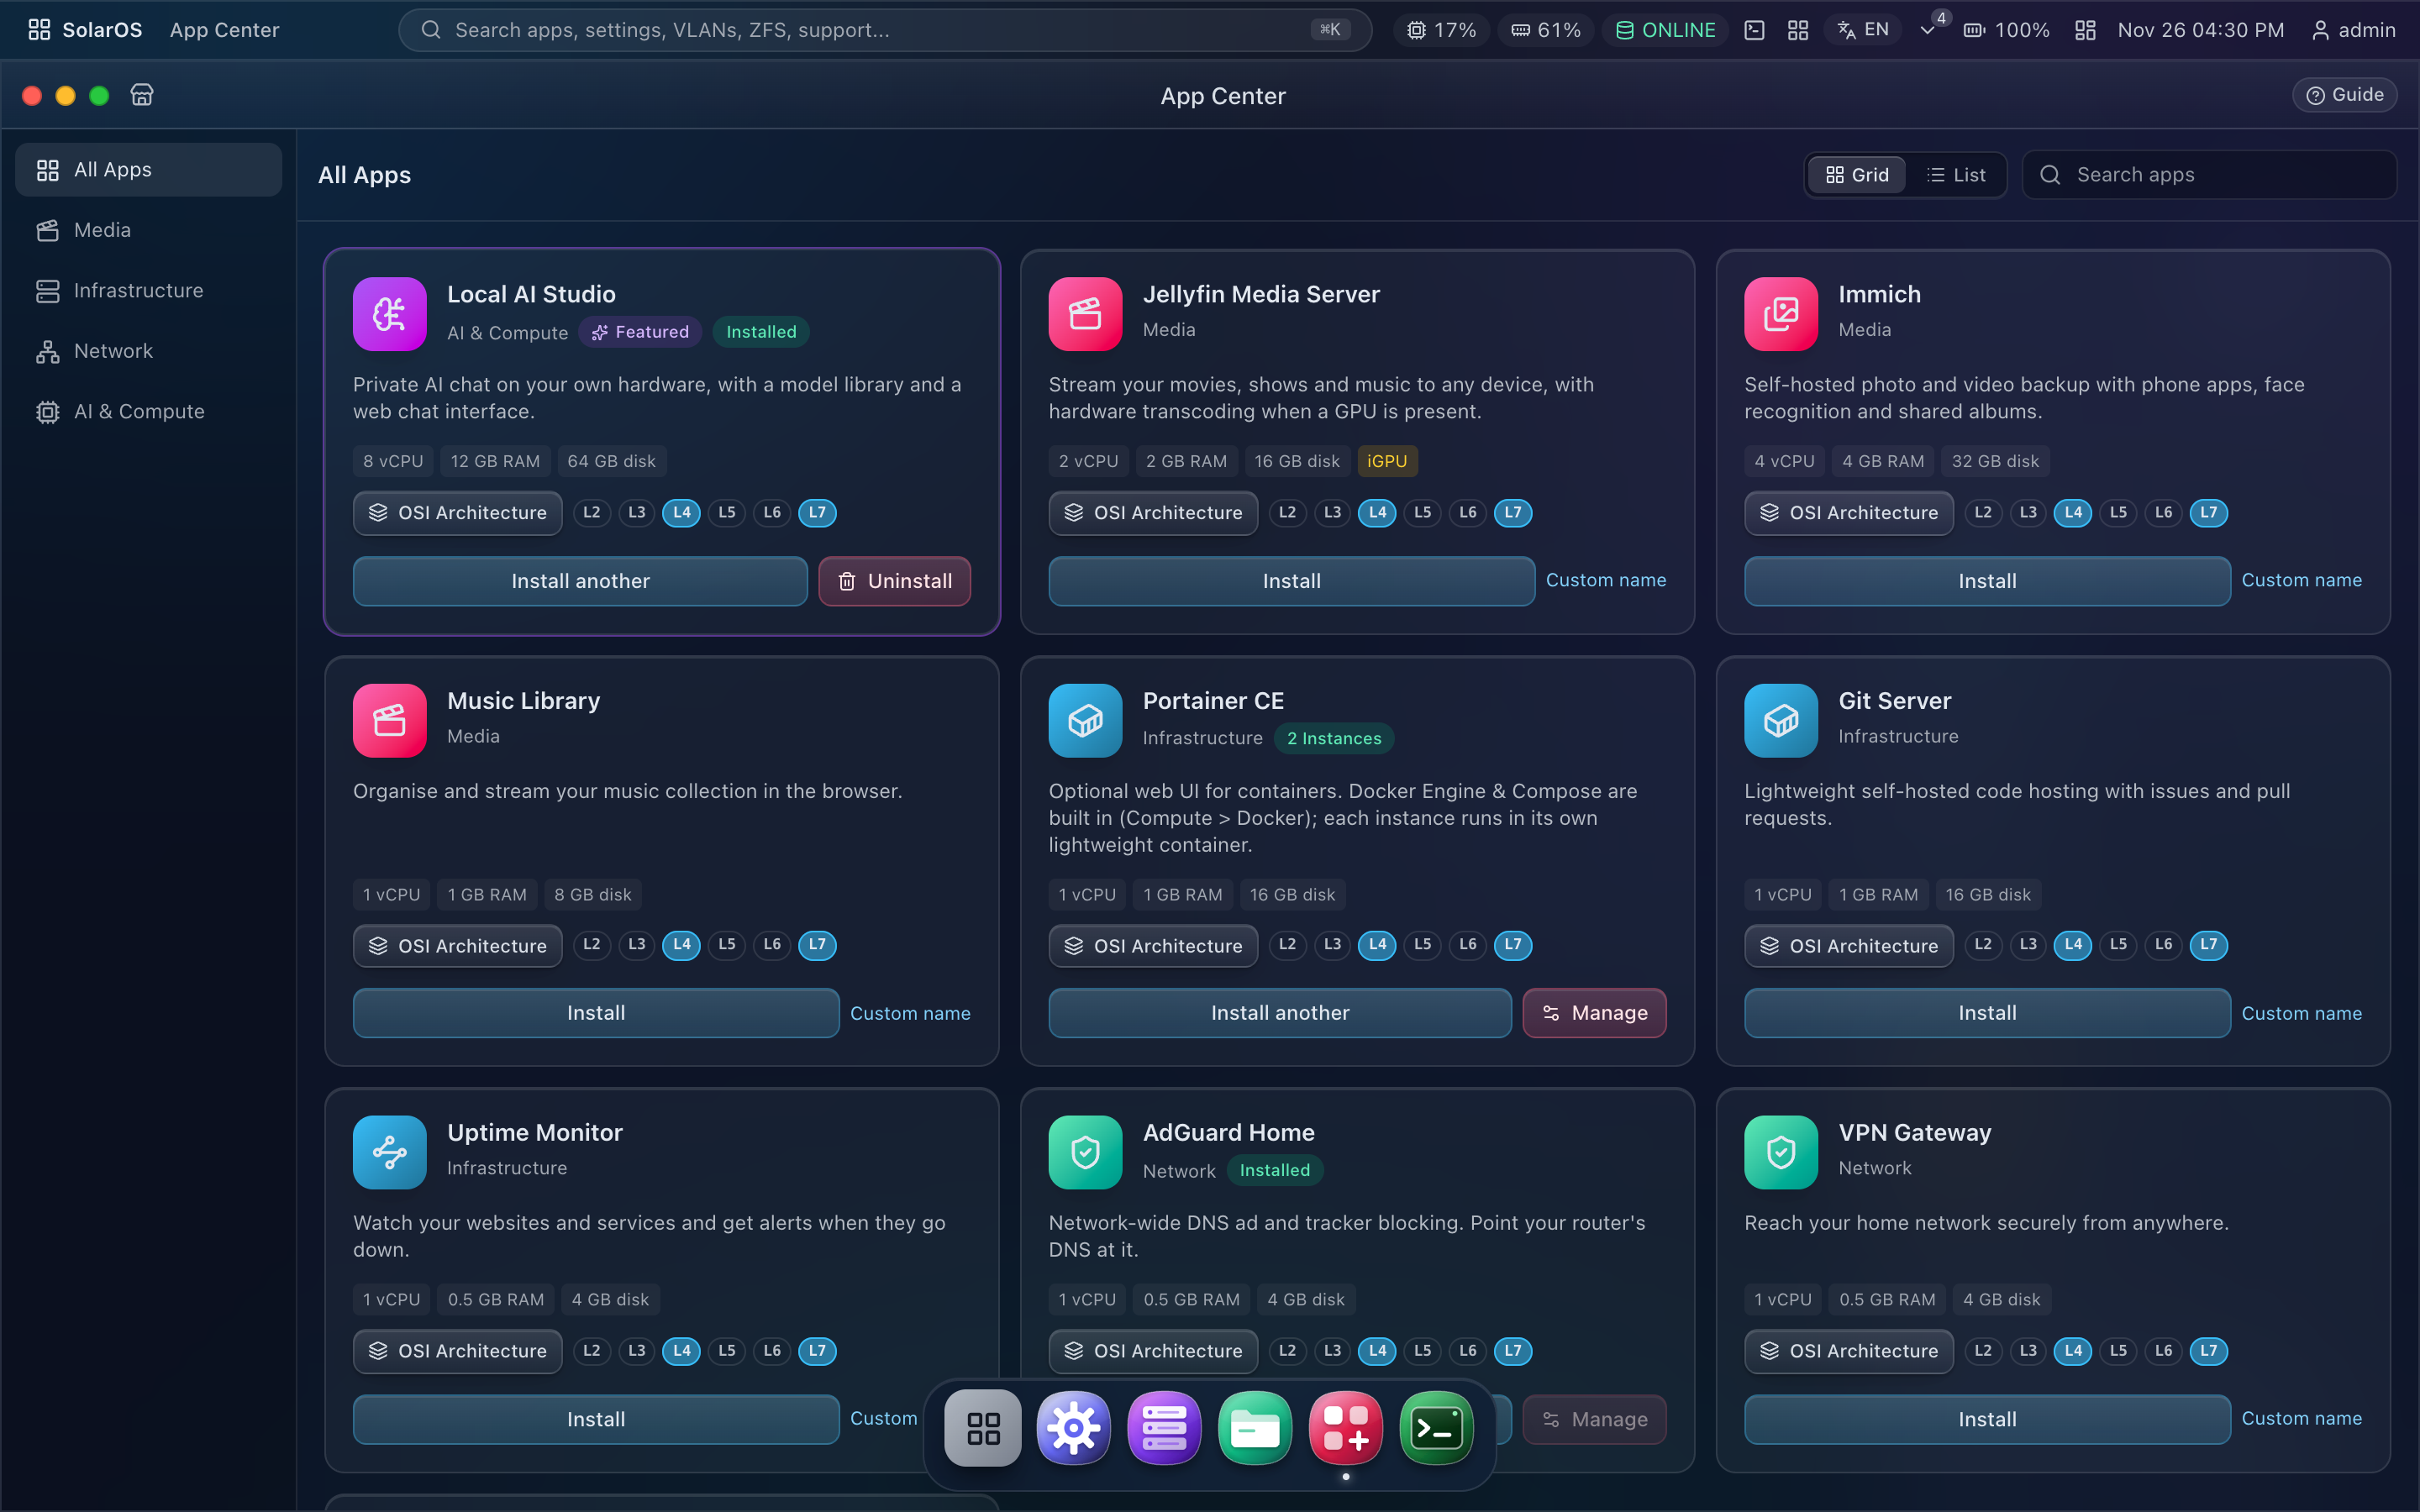 SolarOS App Center Search apps, settings, VLANs, ZFS, support... ⌘K 17% 61% ONLINE EN 4 100% Nov 26 04:30 PM admin
App Center Guide
All Apps
Media
Infrastructure
Network
AI & Compute
All Apps Grid List Search apps
Local AI Studio
AI & Compute Featured Installed
Private AI chat on your own hardware, with a model library and a
web chat interface.
8 vCPU 12 GB RAM 64 GB disk
OSI Architecture L2 L3 L4 L5 L6 L7
Install another Uninstall
Jellyfin Media Server
Media
Stream your movies, shows and music to any device, with
hardware transcoding when a GPU is present.
2 vCPU 2 GB RAM 16 GB disk iGPU
OSI Architecture L2 L3 L4 L5 L6 L7
Install Custom name
Immich
Media
Self-hosted photo and video backup with phone apps, face
recognition and shared albums.
4 vCPU 4 GB RAM 32 GB disk
OSI Architecture L2 L3 L4 L5 L6 L7
Install Custom name
Music Library
Media
Organise and stream your music collection in the browser.
1 vCPU 1 GB RAM 8 GB disk
OSI Architecture L2 L3 L4 L5 L6 L7
Install Custom name
Portainer CE
Infrastructure 2 Instances
Optional web UI for containers. Docker Engine & Compose are
built in (Compute > Docker); each instance runs in its own
lightweight container.
1 vCPU 1 GB RAM 16 GB disk
OSI Architecture L2 L3 L4 L5 L6 L7
Install another Manage
Git Server
Infrastructure
Lightweight self-hosted code hosting with issues and pull
requests.
1 vCPU 1 GB RAM 16 GB disk
OSI Architecture L2 L3 L4 L5 L6 L7
Install Custom name
Uptime Monitor
Infrastructure
Watch your websites and services and get alerts when they go
down.
1 vCPU 0.5 GB RAM 4 GB disk
OSI Architecture L2 L3 L4 L5 L6 L7
Install Custom
AdGuard Home
Network Installed
Network-wide DNS ad and tracker blocking. Point your router's
DNS at it.
1 vCPU 0.5 GB RAM 4 GB disk
OSI Architecture L2 L3 L4 L5 L6 L7
Manage
VPN Gateway
Network
Reach your home network securely from anywhere.
1 vCPU 0.5 GB RAM 4 GB disk
OSI Architecture L2 L3 L4 L5 L6 L7
Install Custom name